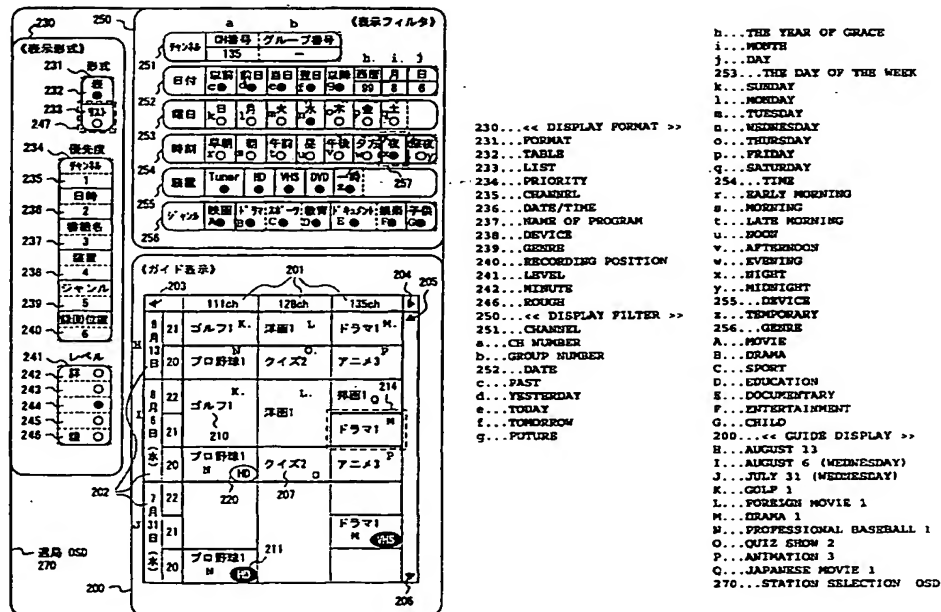 230
250
a
b
《表示形式》
《表示フィルタ》
231
形式
232
表
233
リスト
247
234
優先度
チャンネル
235
1
日時
236
2
番組名
237
3
装置
238
4
ジャンル
239
5
録画位置
240
6
241
レベル
242
詳
243
244
245
246
粗
チャンネル
CH番号 グループ番号
135 —
251
h. i. j
日付
以前 前日 当日 翌日 以降 西暦 月 日
c d e f g 99 8 6
252
曜日
日 月 火 水 木 金 土
k l m n o p q
253
時刻
早朝 朝 午前 昼 午後 夕方 夜 深夜
r s t u v w x y
254
257
装置
Tuner HD VHS DVD 一時
z
255
ジャンル
映画 ドラマ スポーツ 教育 ドキュメント 娯楽 子供
A B C D E F G
256
《ガイド表示》
201
204
205
203
111ch 128ch 135ch
8月13日
H
21 ゴルフ1 K. 洋画1 L ドラマ1 M.
20 プロ野球1 N クイズ2 O. アニメ3 P
8月6日(水)
I
22 ゴルフ1 K. 洋画1 L. 邦画1 Q 214
21 210 ドラマ1 M
20 プロ野球1 N HD クイズ2 O アニメ3 P
220 207
202
7月31日(水)
J
22
21 ドラマ1 M VHS
20 プロ野球1 N HD
211
選局 OSD
270
200
206
230...<< DISPLAY FORMAT >>
231...FORMAT
232...TABLE
233...LIST
234...PRIORITY
235...CHANNEL
236...DATE/TIME
237...NAME OF PROGRAM
238...DEVICE
239...GENRE
240...RECORDING POSITION
241...LEVEL
242...MINUTE
246...ROUGH
250...<< DISPLAY FILTER >>
251...CHANNEL
a...CH NUMBER
b...GROUP NUMBER
252...DATE
c...PAST
d...YESTERDAY
e...TODAY
f...TOMORROW
g...FUTURE
h...THE YEAR OF GRACE
i...MONTH
j...DAY
253...THE DAY OF THE WEEK
k...SUNDAY
l...MONDAY
m...TUESDAY
n...WEDNESDAY
o...THURSDAY
p...FRIDAY
q...SATURDAY
254...TIME
r...EARLY MORNING
s...MORNING
t...LATE MORNING
u...NOON
v...AFTERNOON
w...EVENING
x...NIGHT
y...MIDNIGHT
255...DEVICE
z...TEMPORARY
256...GENRE
A...MOVIE
B...DRAMA
C...SPORT
D...EDUCATION
E...DOCUMENTARY
F...ENTERTAINMENT
G...CHILD
200...<< GUIDE DISPLAY >>
H...AUGUST 13
I...AUGUST 6 (WEDNESDAY)
J...JULY 31 (WEDNESDAY)
K...GOLF 1
L...FOREIGN MOVIE 1
M...DRAMA 1
N...PROFESSIONAL BASEBALL 1
O...QUIZ SHOW 2
P...ANIMATION 3
Q...JAPANESE MOVIE 1
270...STATION SELECTION OSD